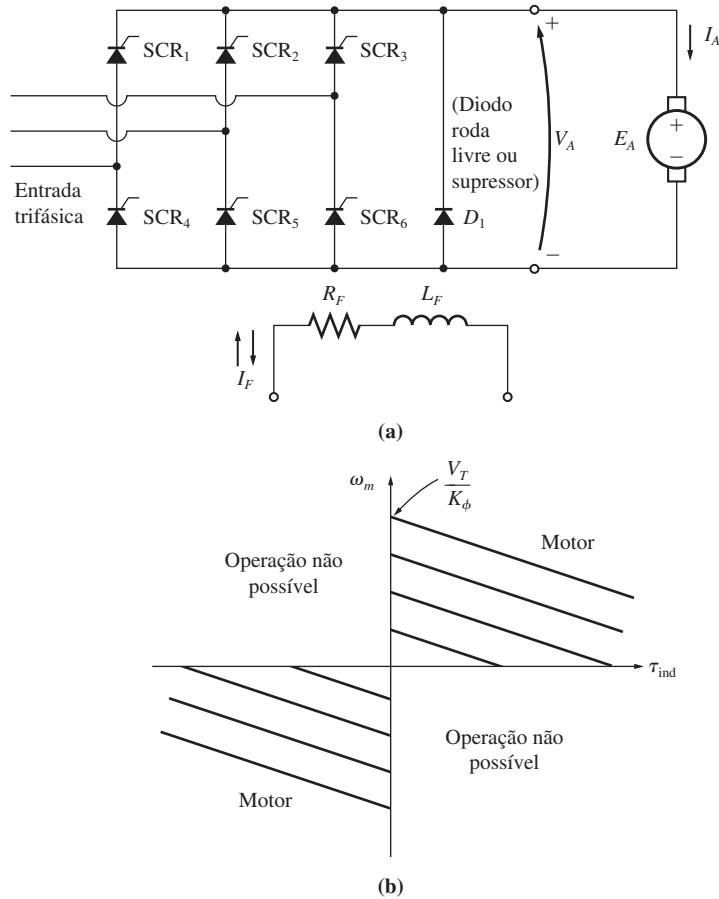 SCR1 SCR2 SCR3
(Diodo
roda
livre ou
supressor)
+
VA
−
IA
EA
+
−
Entrada
trifásica
SCR4 SCR5 SCR6 D1
RF LF
IF
(a)
ωm
VT
Kϕ
Operação não
possível
Motor
τind
Operação não
possível
Motor
(b)